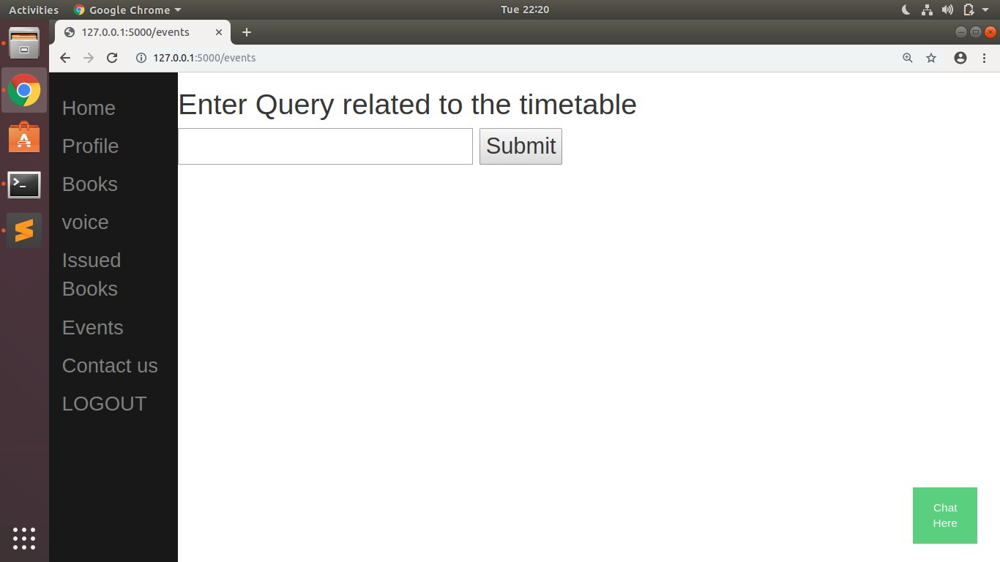 Activities Google Chrome Tue 22:20
127.0.0.1:5000/events
127.0.0.1:5000/events
Home
Profile
Books
voice
Issued
Books
Events
Contact us
LOGOUT
Enter Query related to the timetable
Submit
Chat
Here